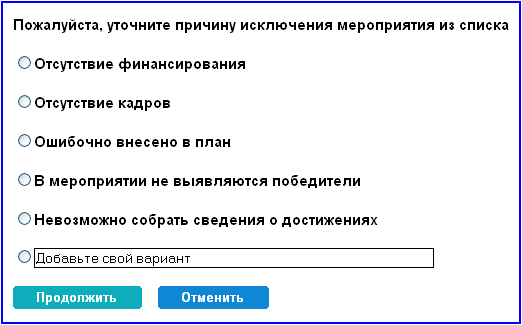 Пожалуйста, уточните причину исключения мероприятия из списка
Отсутствие финансирования
Отсутствие кадров
Ошибочно внесено в план
В мероприятии не выявляются победители
Невозможно собрать сведения о достижениях
Добавьте свой вариант
Продолжить Отменить